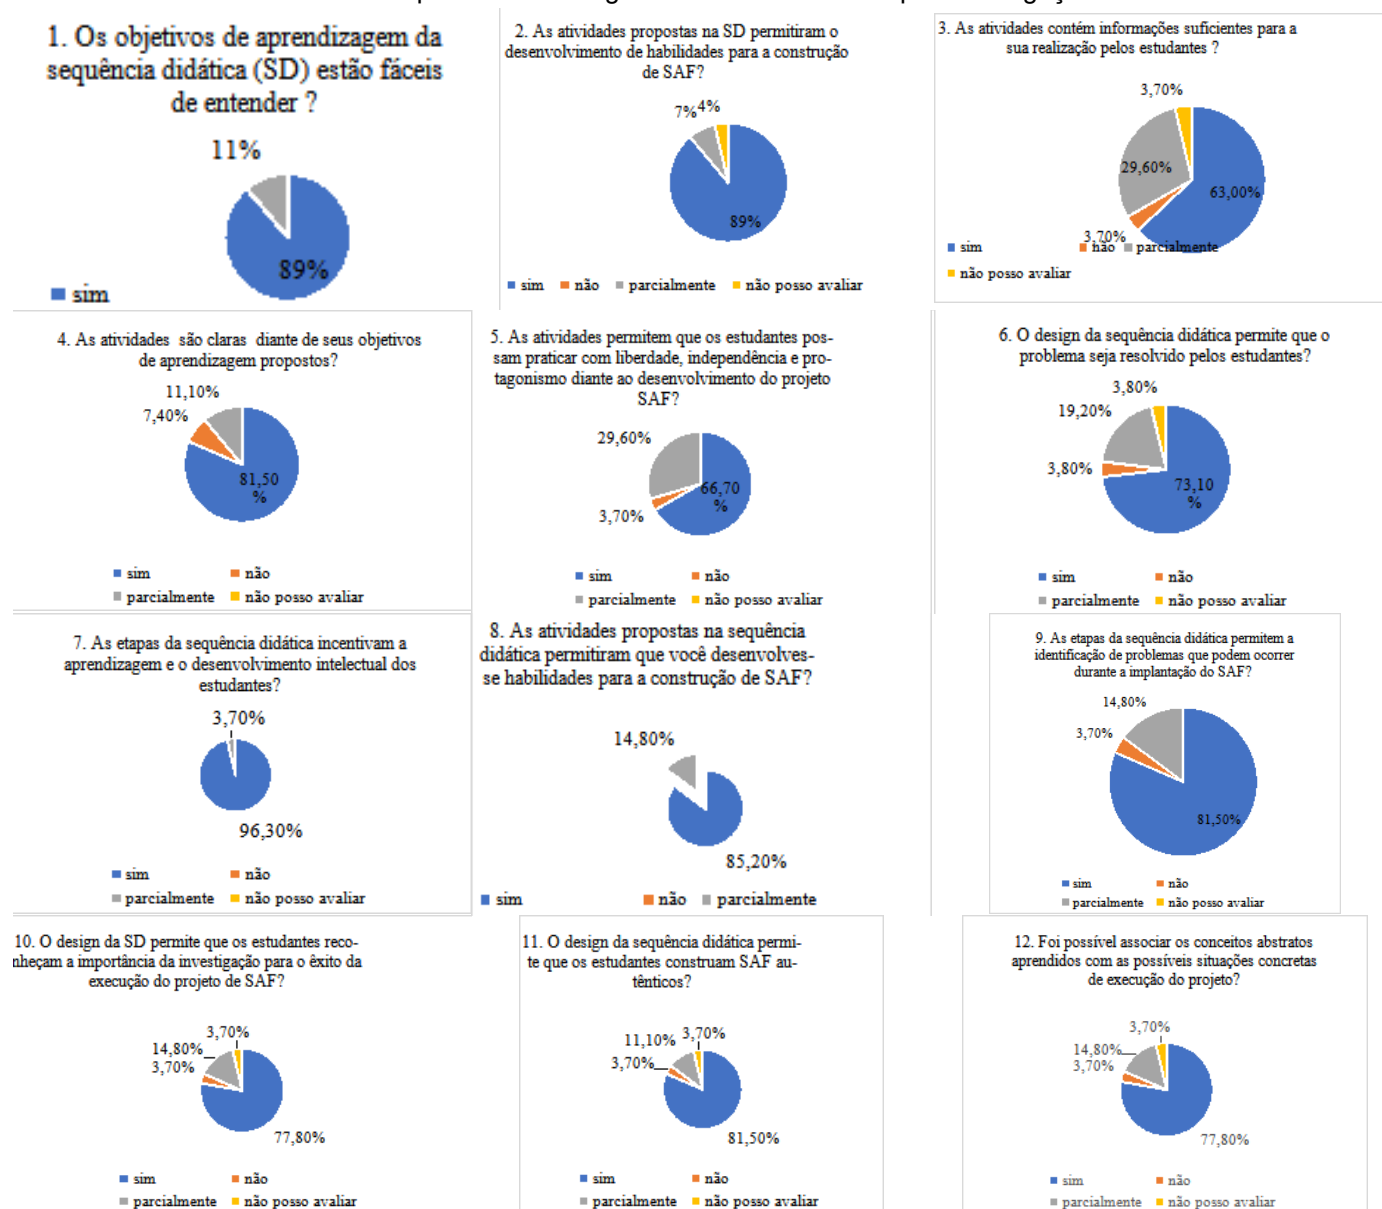 1. Os objetivos de aprendizagem da
sequência didática (SD) estão fáceis
de entender ?
11%
89%
sim
2. As atividades propostas na SD permitiram o
desenvolvimento de habilidades para a construção
de SAF?
7%
4%
89%
sim não parcialmente não posso avaliar
3. As atividades contém informações suficientes para a
sua realização pelos estudantes ?
3,70%
29,60%
63,00%
3,70%
sim não parcialmente
não posso avaliar
4. As atividades são claras diante de seus objetivos
de aprendizagem propostos?
11,10%
7,40%
81,50
%
sim não
parcialmente não posso avaliar
5. As atividades permitem que os estudantes pos-
sam praticar com liberdade, independência e pro-
tagonismo diante ao desenvolvimento do projeto
SAF?
29,60%
66,70
%
3,70%
sim não
parcialmente não posso avaliar
6. O design da sequência didática permite que o
problema seja resolvido pelos estudantes?
3,80%
19,20%
3,80%
73,10
%
sim não
parcialmente não posso avaliar
7. As etapas da sequência didática incentivam a
aprendizagem e o desenvolvimento intelectual dos
estudantes?
3,70%
96,30%
sim não
parcialmente não posso avaliar
8. As atividades propostas na sequência
didática permitiram que você desenvolves-
se habilidades para a construção de SAF?
14,80%
85,20%
sim não parcialmente
9. As etapas da sequência didática permitem a
identificação de problemas que podem ocorrer
durante a implantação do SAF?
14,80%
3,70%
81,50%
sim não
parcialmente não posso avaliar
10. O design da SD permite que os estudantes reco-
nheçam a importância da investigação para o êxito da
execução do projeto de SAF?
3,70%
14,80%
3,70%
77,80%
sim não
parcialmente não posso avaliar
11. O design da sequência didática permi-
te que os estudantes construam SAF au-
tênticos?
11,10% 3,70%
3,70%
81,50%
sim não
parcialmente não posso avaliar
12. Foi possível associar os conceitos abstratos
aprendidos com as possíveis situações concretas
de execução do projeto?
3,70%
14,80%
3,70%
77,80%
sim não
parcialmente não posso avaliar